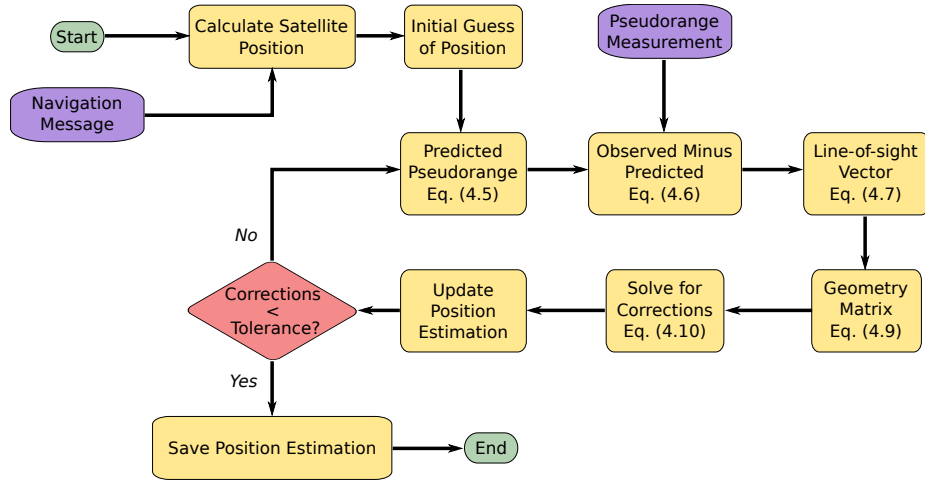 Start
Calculate Satellite
Position
Initial Guess
of Position
Pseudorange
Measurement
Navigation
Message
Predicted
Pseudorange
Eq. (4.5)
Observed Minus
Predicted
Eq. (4.6)
Line-of-sight
Vector
Eq. (4.7)
No
Corrections
<
Tolerance?
Update
Position
Estimation
Solve for
Corrections
Eq. (4.10)
Geometry
Matrix
Eq. (4.9)
Yes
Save Position Estimation
End